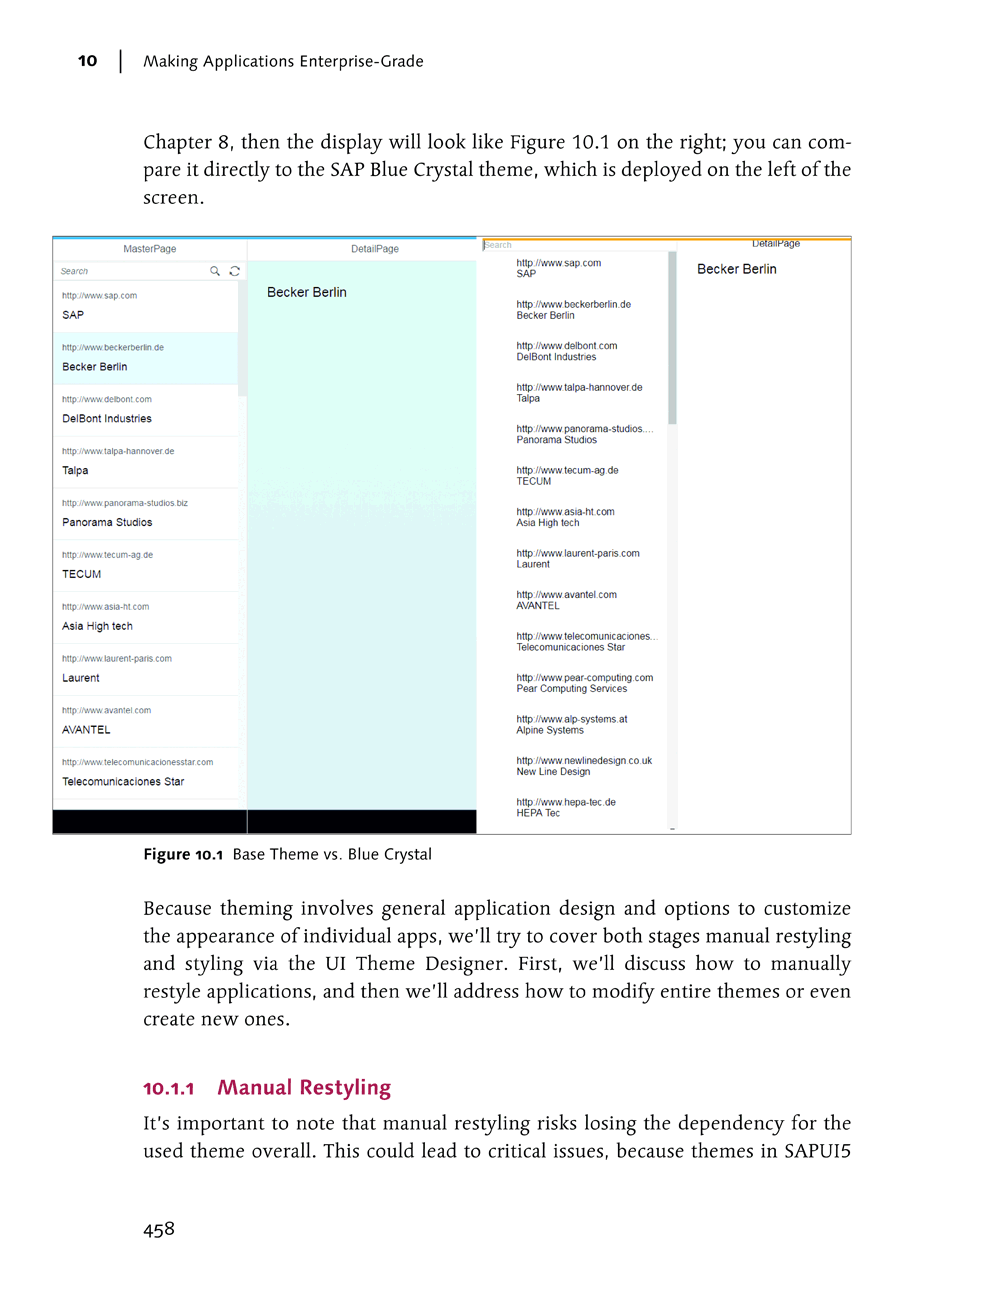 10 Making Applications Enterprise-Grade
Chapter 8, then the display will look like Figure 10.1 on the right; you can com-
pare it directly to the SAP Blue Crystal theme, which is deployed on the left of the
screen.
MasterPage
Search
http://www.sap.com
SAP
http://www.beckerberlin.de
Becker Berlin
http://www.delbont.com
DelBont Industries
http://www.talpa-hannover.de
Talpa
http://www.panorama-studios.biz
Panorama Studios
http://www.tecum-ag.de
TECUM
http://www.asia-ht.com
Asia High tech
http://www.laurent-paris.com
Laurent
http://www.avantel.com
AVANTEL
http://www.telecomunicacionesstar.com
Telecomunicaciones Star
DetailPage
Becker Berlin
Search
http://www.sap.com
SAP
http://www.beckerberlin.de
Becker Berlin
http://www.delbont.com
DelBont Industries
http://www.talpa-hannover.de
Talpa
http://www.panorama-studios....
Panorama Studios
http://www.tecum-ag.de
TECUM
http://www.asia-ht.com
Asia High tech
http://www.laurent-paris.com
Laurent
http://www.avantel.com
AVANTEL
http://www.telecomunicaciones...
Telecomunicaciones Star
http://www.pear-computing.com
Pear Computing Services
http://www.alp-systems.at
Alpine Systems
http://www.newlinedesign.co.uk
New Line Design
http://www.hepa-tec.de
HEPA Tec
DetailPage
Becker Berlin
Figure 10.1 Base Theme vs. Blue Crystal
Because theming involves general application design and options to customize
the appearance of individual apps, we'll try to cover both stages manual restyling
and styling via the UI Theme Designer. First, we'll discuss how to manually
restyle applications, and then we'll address how to modify entire themes or even
create new ones.
10.1.1 Manual Restyling
It's important to note that manual restyling risks losing the dependency for the
used theme overall. This could lead to critical issues, because themes in SAPUI5
458